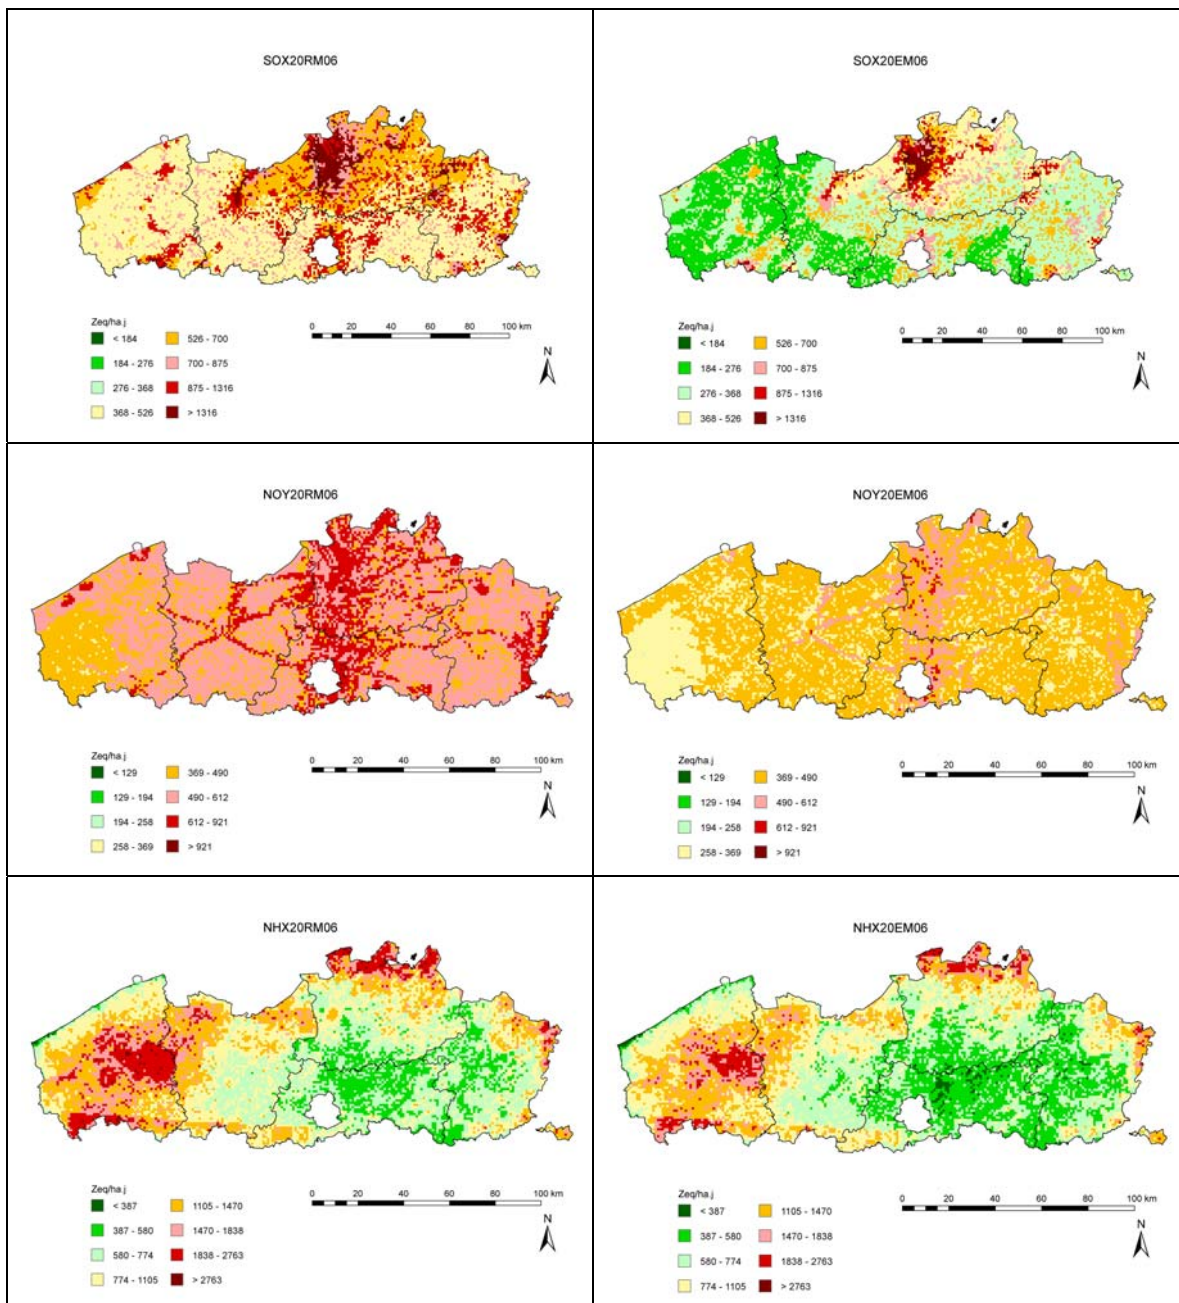 SOX20RM06
Zeq/ha.j
< 184
184 - 276
276 - 368
368 - 526
526 - 700
700 - 875
875 - 1316
> 1316
0 20 40 60 80 100 km
N
SOX20EM06
Zeq/ha.j
< 184
184 - 276
276 - 368
368 - 526
526 - 700
700 - 875
875 - 1316
> 1316
0 20 40 60 80 100 km
N
NOY20RM06
Zeq/ha.j
< 129
129 - 194
194 - 258
258 - 369
369 - 490
490 - 612
612 - 921
> 921
0 20 40 60 80 100 km
N
NOY20EM06
Zeq/ha.j
< 129
129 - 194
194 - 258
258 - 369
369 - 490
490 - 612
612 - 921
> 921
0 20 40 60 80 100 km
N
NHX20RM06
Zeq/ha.j
< 387
387 - 580
580 - 774
774 - 1105
1105 - 1470
1470 - 1838
1838 - 2763
> 2763
0 20 40 60 80 100 km
N
NHX20EM06
Zeq/ha.j
< 387
387 - 580
580 - 774
774 - 1105
1105 - 1470
1470 - 1838
1838 - 2763
> 2763
0 20 40 60 80 100 km
N